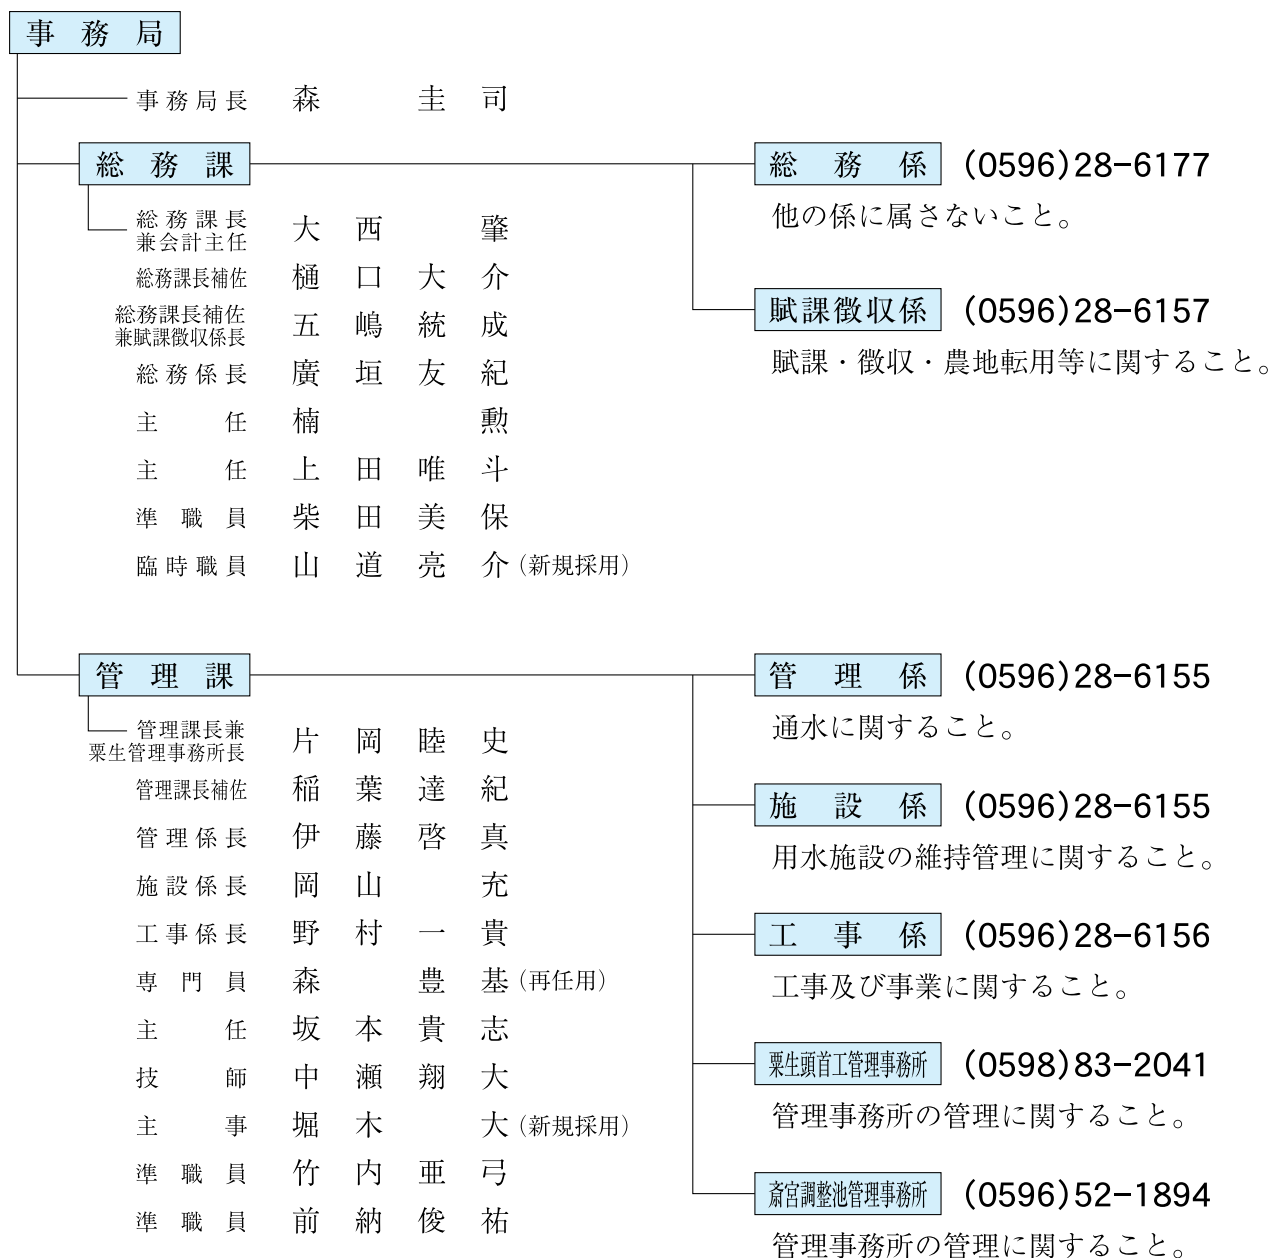 事務局
事務局長 森 圭司
総務課
総務課長
兼会計主任 大西 肇
総務課長補佐 樋口大介
総務課長補佐
兼賦課徴収係長 五嶋統成
総務係長 廣垣友紀
主任 楠 勲
主任 上田唯斗
準職員 柴田美保
臨時職員 山道亮介(新規採用)
総務係 (0596)28-6177
他の係に属さないこと。
賦課徴収係 (0596)28-6157
賦課・徴収・農地転用等に関すること。
管理課
管理課長兼
粟生管理事務所長 片岡睦史
管理課長補佐 稲葉達紀
管理係長 伊藤啓真
施設係長 岡山 充
工事係長 野村一貴
専門員 森 豊基(再任用)
主任 坂本貴志
技師 中瀬翔大
主事 堀木 大(新規採用)
準職員 竹内亜弓
準職員 前納俊祐
管理係 (0596)28-6155
通水に関すること。
施設係 (0596)28-6155
用水施設の維持管理に関すること。
工事係 (0596)28-6156
工事及び事業に関すること。
粟生頭首工管理事務所 (0598)83-2041
管理事務所の管理に関すること。
斎宮調整池管理事務所 (0596)52-1894
管理事務所の管理に関すること。